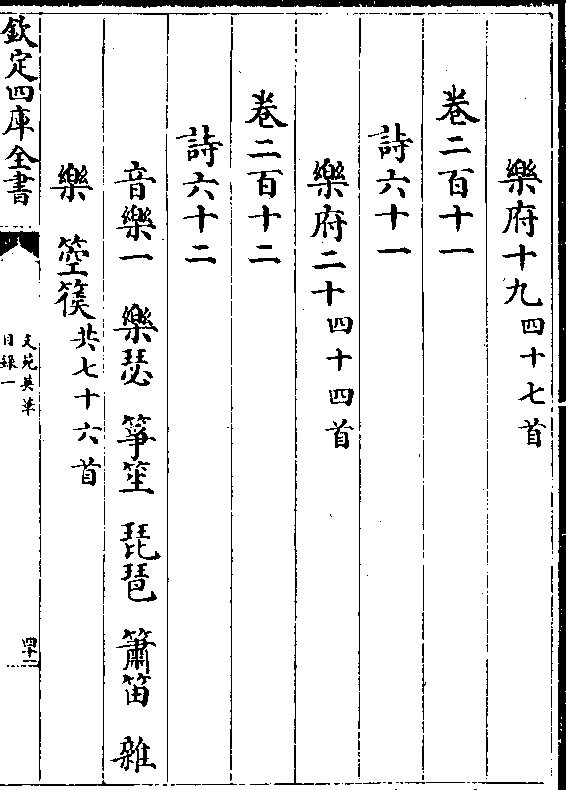 樂府十九四十七首
卷二百十一
詩六十一
樂府二十四十四首
卷二百十二
詩六十二
音樂一　樂瑟　箏笙　琵琶　簫笛　雜
樂　箜篌共七十六首
欽定四庫全書
文苑英華
目録一
四十二